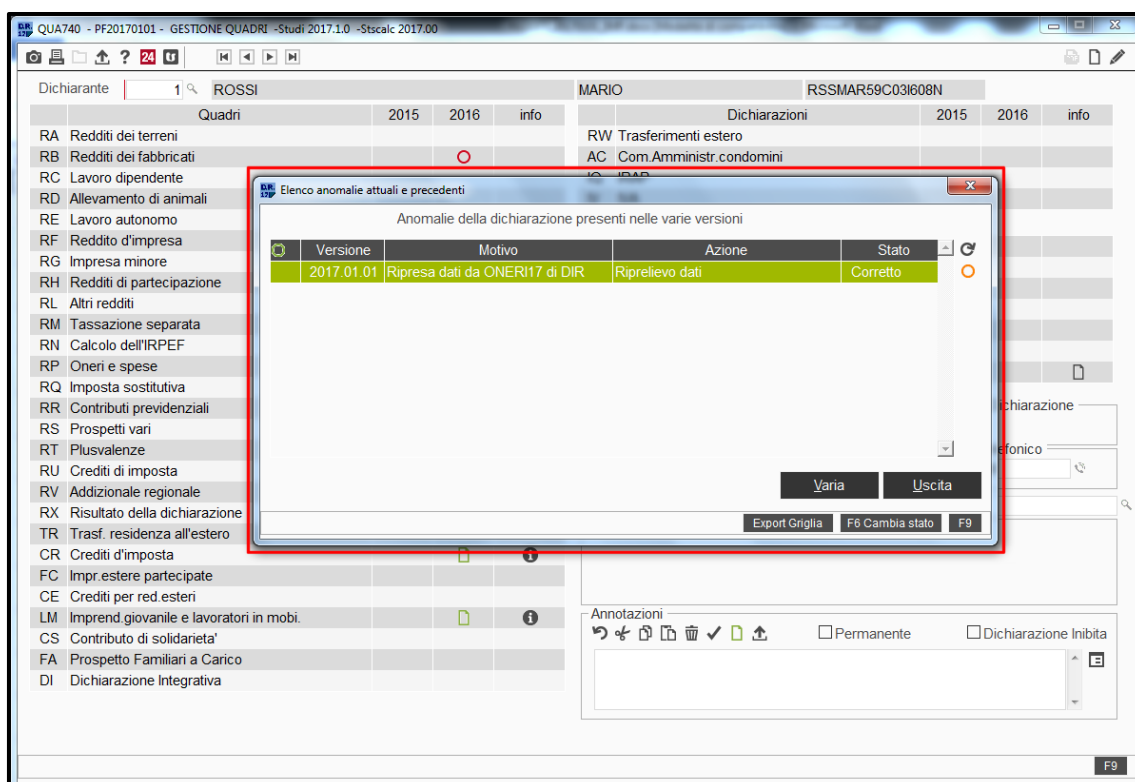 QUA740 - PF20170101 - GESTIONE QUADRI -Studi 2017.1.0 -Stscalc 2017.00
? 24
Dichiarante 1 ROSSI MARIO RSSMAR59C03I608N
Quadri 2015 2016 info Dichiarazioni 2015 2016 info
RA Redditi dei terreni RW Trasferimenti estero
RB Redditi dei fabbricati AC Com.Amministr.condomini
RC Lavoro dipendente
RD Allevamento di animali
RE Lavoro autonomo
RF Reddito d'impresa
RG Impresa minore
RH Redditi di partecipazione
RL Altri redditi
RM Tassazione separata
RN Calcolo dell'IRPEF
RP Oneri e spese
RQ Imposta sostitutiva
RR Contributi previdenziali
RS Prospetti vari
RT Plusvalenze
RU Crediti di imposta
RV Addizionale regionale
RX Risultato della dichiarazione
TR Trasf. residenza all'estero
CR Crediti d'imposta
FC Impr.estere partecipate
CE Crediti per red.esteri
LM Imprend.giovanile e lavoratori in mobi.
CS Contributo di solidarieta'
FA Prospetto Familiari a Carico
DI Dichiarazione Integrativa
Elenco anomalie attuali e precedenti
Anomalie della dichiarazione presenti nelle varie versioni
Versione Motivo Azione Stato
2017.01.01 Ripresa dati da ONERI17 di DIR Riprelievo dati Corretto
Varia Uscita
Export Griglia F6 Cambia stato F9
ichiarazione
efonico
Annotazioni
Permanente Dichiarazione Inibita
F9